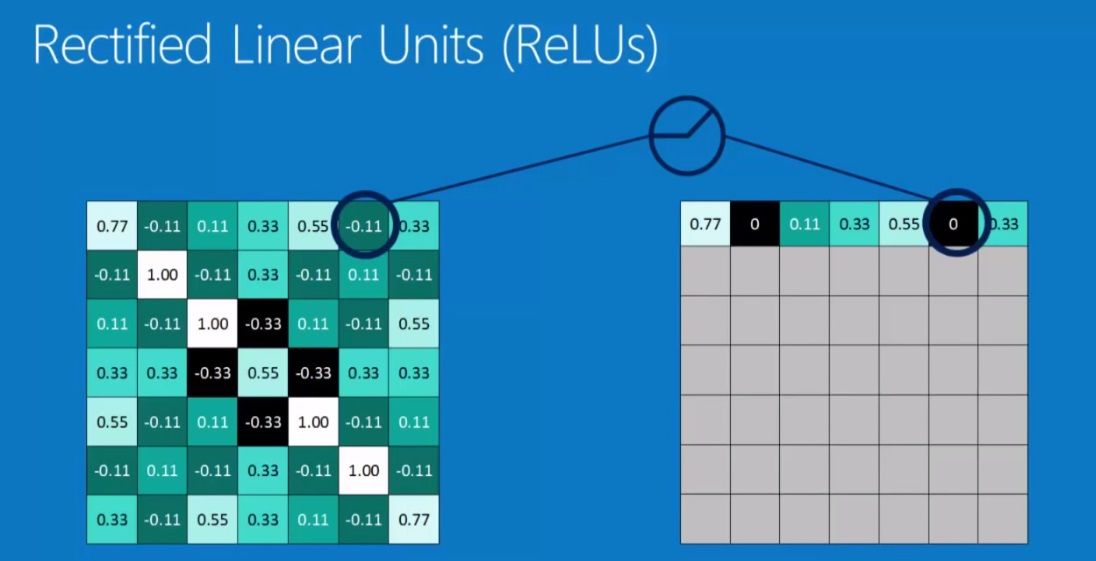 Rectified Linear Units (ReLUs)
0.77 -0.11 0.11 0.33 0.55 -0.11 0.33
-0.11 1.00 -0.11 0.33 -0.11 0.11 -0.11
0.11 -0.11 1.00 -0.33 0.11 -0.11 0.55
0.33 0.33 -0.33 0.55 -0.33 0.33 0.33
0.55 -0.11 0.11 -0.33 1.00 -0.11 0.11
-0.11 0.11 -0.11 0.33 -0.11 1.00 -0.11
0.33 -0.11 0.55 0.33 0.11 -0.11 0.77
0.77 0 0.11 0.33 0.55 0 0.33